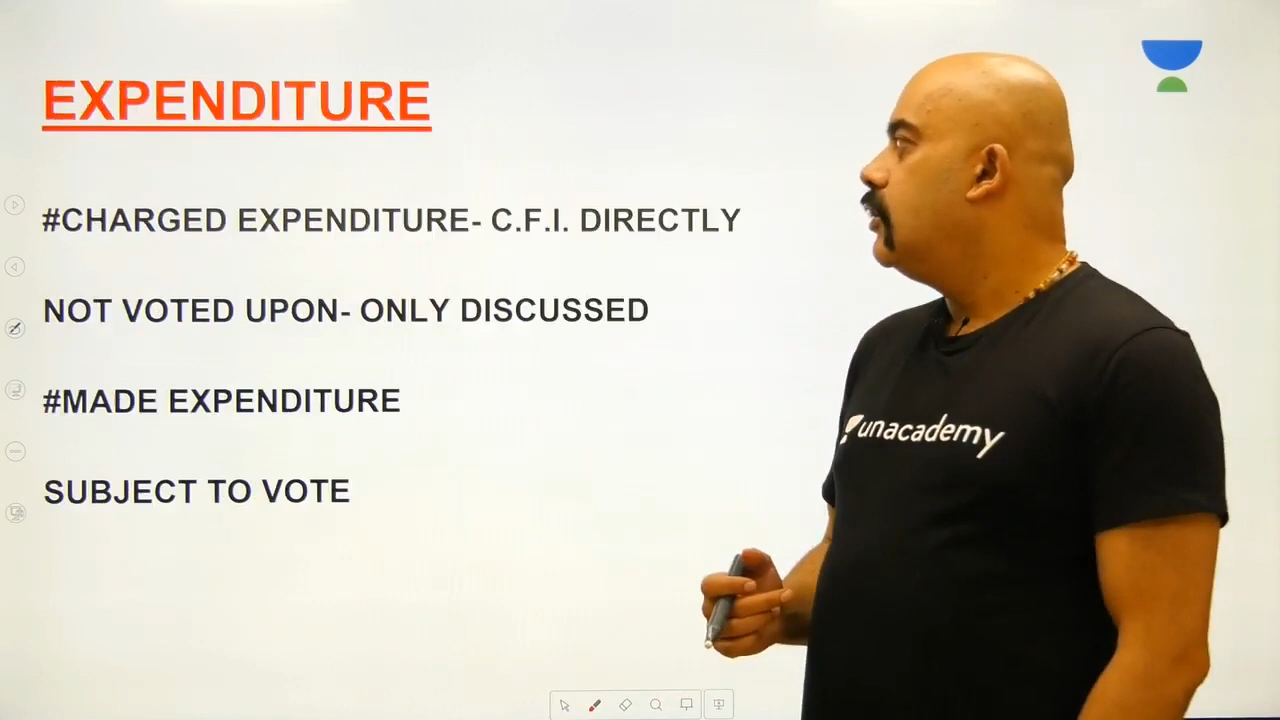 EXPENDITURE
#CHARGED EXPENDITURE- C.F.I. DIRECTLY
NOT VOTED UPON- ONLY DISCUSSED
#MADE EXPENDITURE
SUBJECT TO VOTE
unacademy